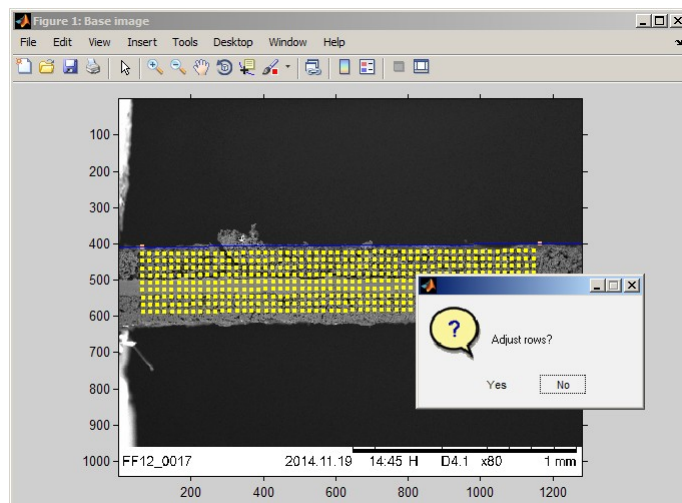 Figure 1: Base image
File Edit View Insert Tools Desktop Window Help
100
200
300
400
500
600
700
800
900
1000
FF12_0017 2014.11.19 14:45 H D4.1 x80 1 mm
200 400 600 800 1000 1200
?
Adjust rows?
Yes No